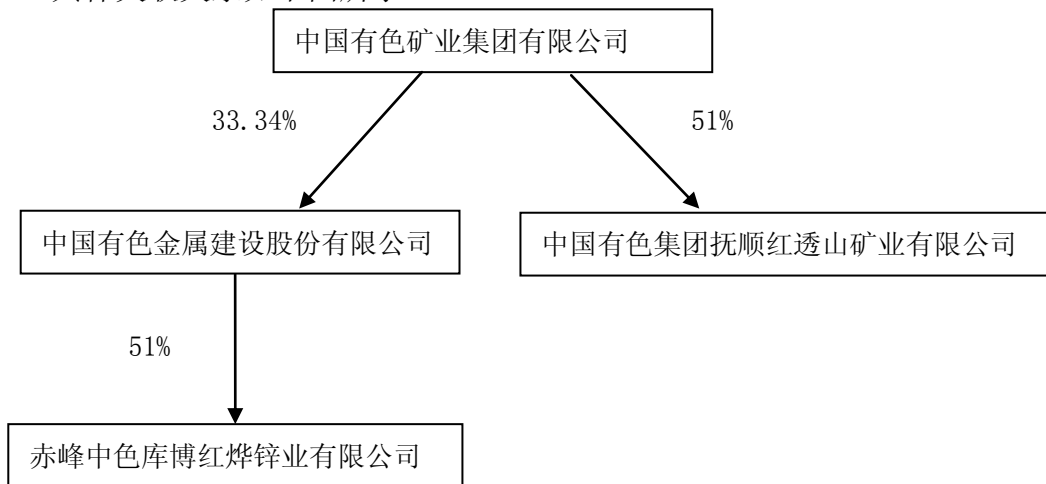 中国有色矿业集团有限公司
33.34%
51%
中国有色金属建设股份有限公司
中国有色集团抚顺红透山矿业有限公司
51%
赤峰中色库博红烨锌业有限公司